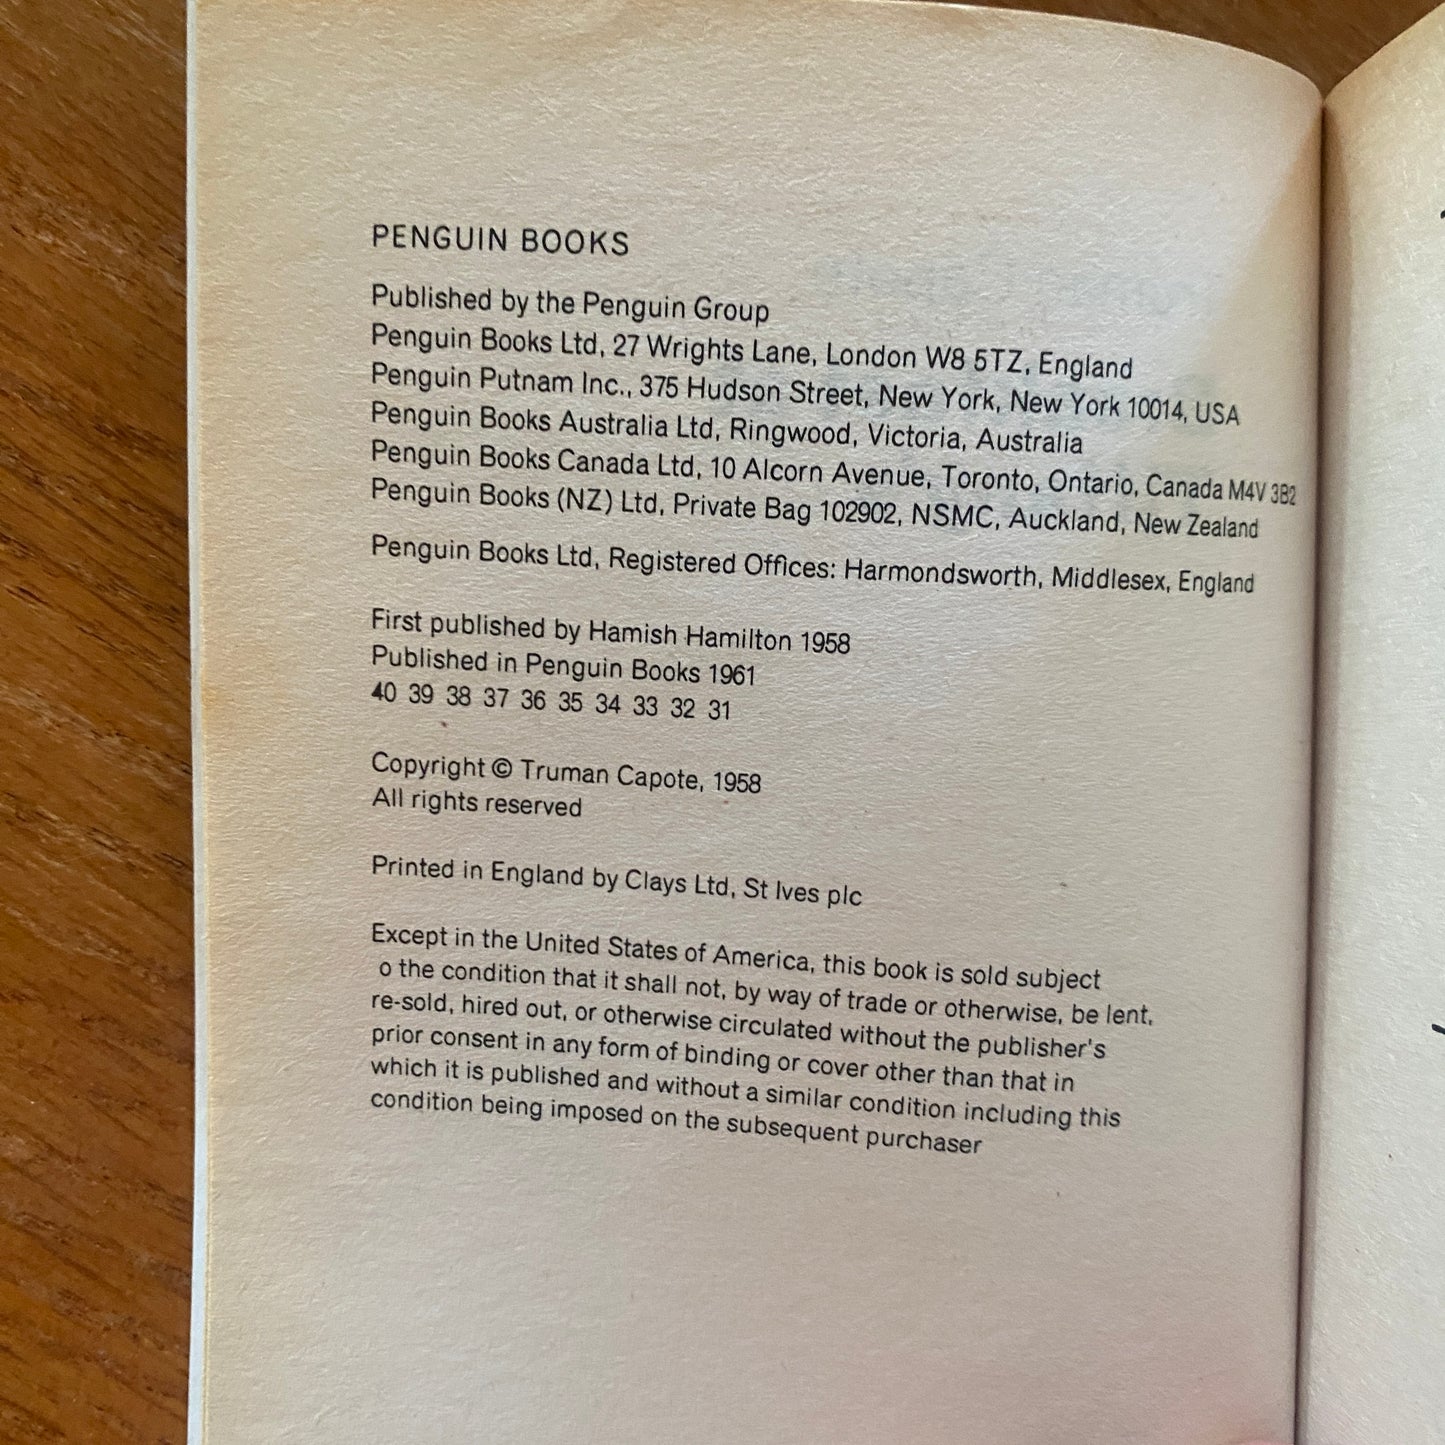 PENGUIN BOOKS
Published by the Penguin Group
Penguin Books Ltd, 27 Wrights Lane, London W8 5TZ, England
Penguin Putnam Inc., 375 Hudson Street, New York, New York 10014, USA
Penguin Books Australia Ltd, Ringwood, Victoria, Australia
Penguin Books Canada Ltd, 10 Alcorn Avenue, Toronto, Ontario, Canada M4V 3B2
Penguin Books (NZ) Ltd, Private Bag 102902, NSMC, Auckland, New Zealand
Penguin Books Ltd, Registered Offices: Harmondsworth, Middlesex, England
First published by Hamish Hamilton 1958
Published in Penguin Books 1961
40 39 38 37 36 35 34 33 32 31
Copyright © Truman Capote, 1958
All rights reserved
Printed in England by Clays Ltd, St Ives plc
Except in the United States of America, this book is sold subject
o the condition that it shall not, by way of trade or otherwise, be lent,
re-sold, hired out, or otherwise circulated without the publisher's
prior consent in any form of binding or cover other than that in
which it is published and without a similar condition including this
condition being imposed on the subsequent purchaser